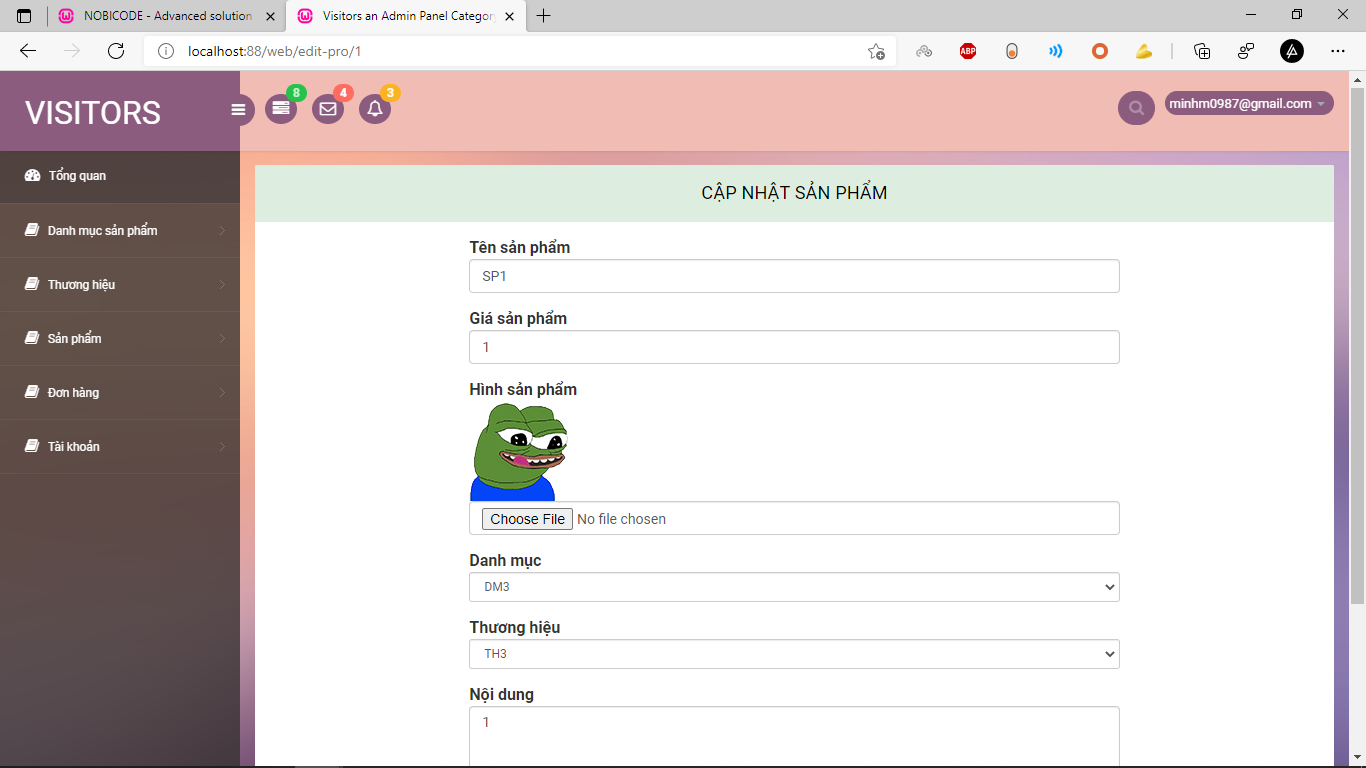 NOBICODE - Advanced solution
Visitors an Admin Panel Categor
localhost:88/web/edit-pro/1
ABP
VISITORS
8
4
3
minhm0987@gmail.com
Tổng quan
Danh mục sản phẩm
Thương hiệu
Sản phẩm
Đơn hàng
Tài khoản
CẬP NHẬT SẢN PHẨM
Tên sản phẩm
SP1
Giá sản phẩm
1
Hình sản phẩm
Choose File No file chosen
Danh mục
DM3
Thương hiệu
TH3
Nội dung
1